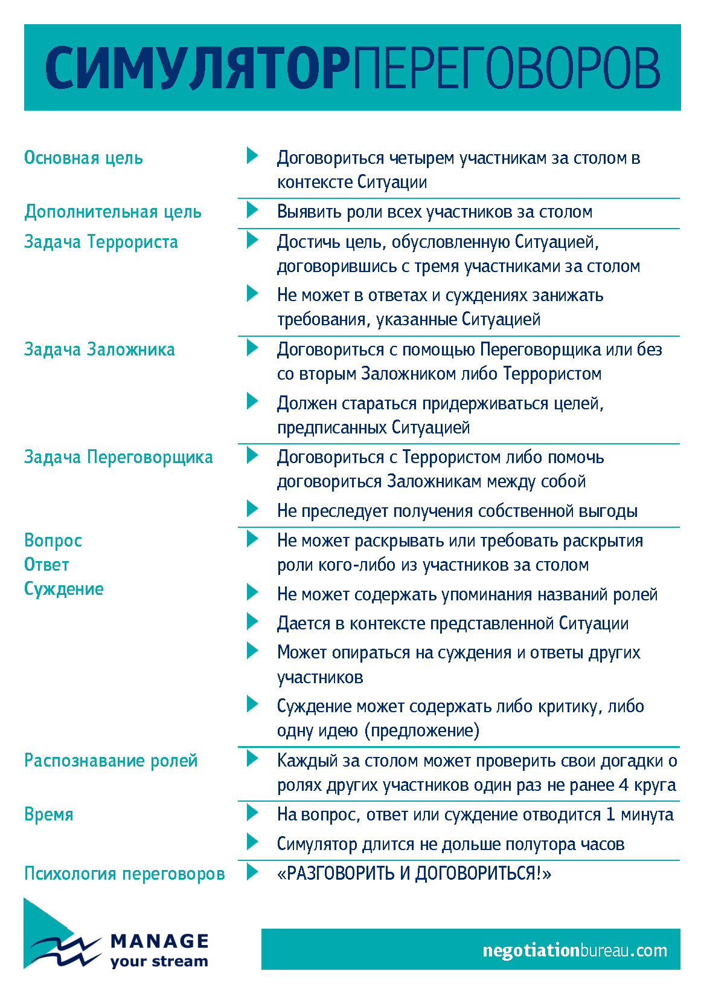 СИМУЛЯТОРПЕРЕГОВОРОВ
Основная цель
Договориться четырем участникам за столом в
контексте Ситуации
Дополнительная цель
Выявить роли всех участников за столом
Задача Террориста
Достичь цель, обусловленную Ситуацией,
договорившись с тремя участниками за столом
Не может в ответах и суждениях занижать
требования, указанные Ситуацией
Задача Заложника
Договориться с помощью Переговорщика или без
со вторым Заложником либо Террористом
Должен стараться придерживаться целей,
предписанных Ситуацией
Задача Переговорщика
Договориться с Террористом либо помочь
договориться Заложникам между собой
Не преследует получения собственной выгоды
Вопрос
Ответ
Суждение
Не может раскрывать или требовать раскрытия
роли кого-либо из участников за столом
Не может содержать упоминания названий ролей
Дается в контексте представленной Ситуации
Может опираться на суждения и ответы других
участников
Суждение может содержать либо критику, либо
одну идею (предложение)
Распознавание ролей
Каждый за столом может проверить свои догадки о
ролях других участников один раз не ранее 4 круга
Время
На вопрос, ответ или суждение отводится 1 минута
Симулятор длится не дольше полутора часов
Психология переговоров
«РАЗГОВОРИТЬ И ДОГОВОРИТЬСЯ!»
MANAGE
your stream
negotiationbureau.com